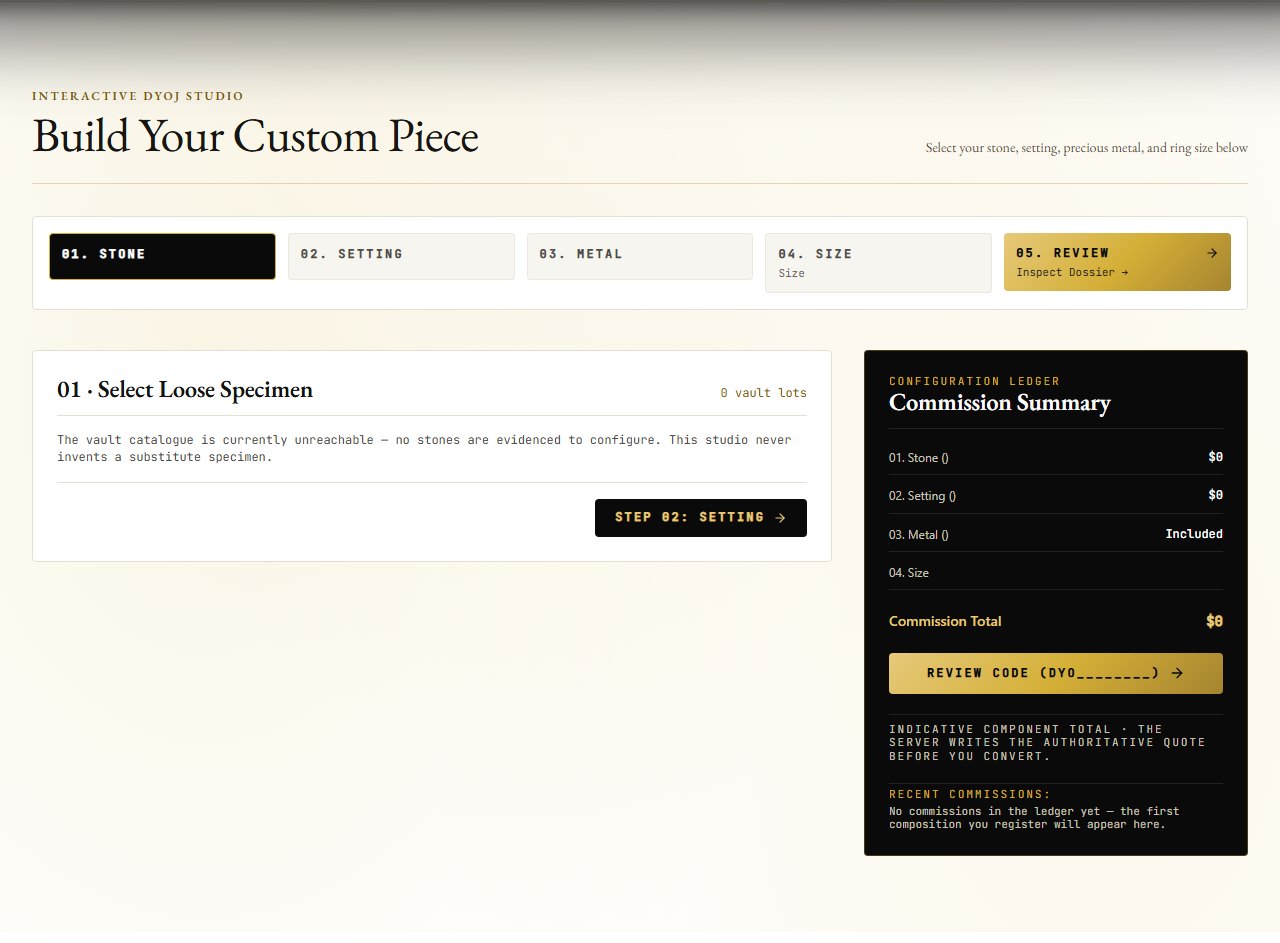 INTERACTIVE DYOJ STUDIO
Build Your Custom Piece
Select your stone, setting, precious metal, and ring size below
01. STONE
02. SETTING
03. METAL
04. SIZE
Size
05. REVIEW →
Inspect Dossier →
01 · Select Loose Specimen
0 vault lots
The vault catalogue is currently unreachable — no stones are evidenced to configure. This studio never
invents a substitute specimen.
STEP 02: SETTING →
CONFIGURATION LEDGER
Commission Summary
01. Stone () $0
02. Setting () $0
03. Metal () Included
04. Size
Commission Total $0
REVIEW CODE (DYO________) →
INDICATIVE COMPONENT TOTAL · THE
SERVER WRITES THE AUTHORITATIVE QUOTE
BEFORE YOU CONVERT.
RECENT COMMISSIONS:
No commissions in the ledger yet — the first
composition you register will appear here.